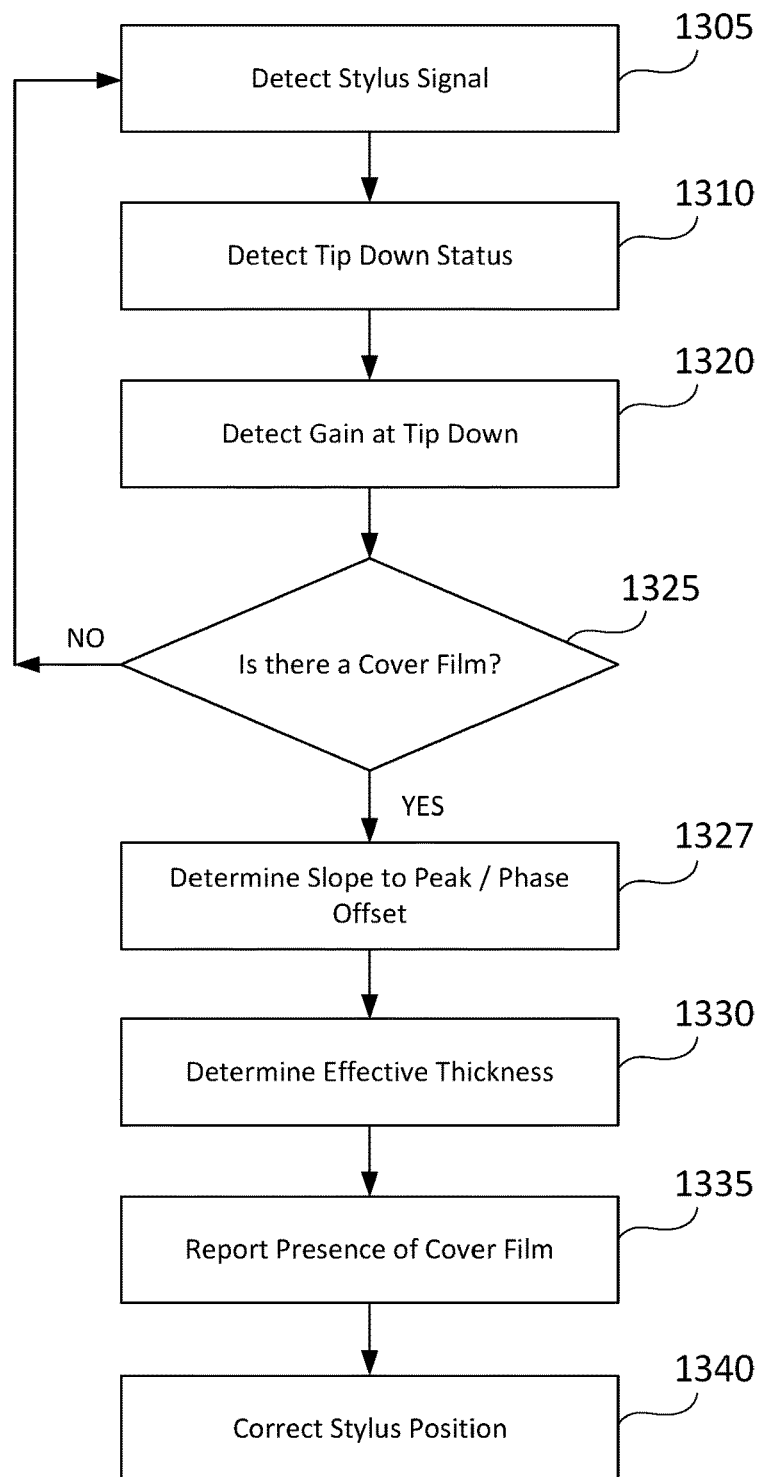 1305
Detect Stylus Signal
1310
Detect Tip Down Status
1320
Detect Gain at Tip Down
1325
NO
Is there a Cover Film?
YES
1327
Determine Slope to Peak / Phase
Offset
1330
Determine Effective Thickness
1335
Report Presence of Cover Film
1340
Correct Stylus Position